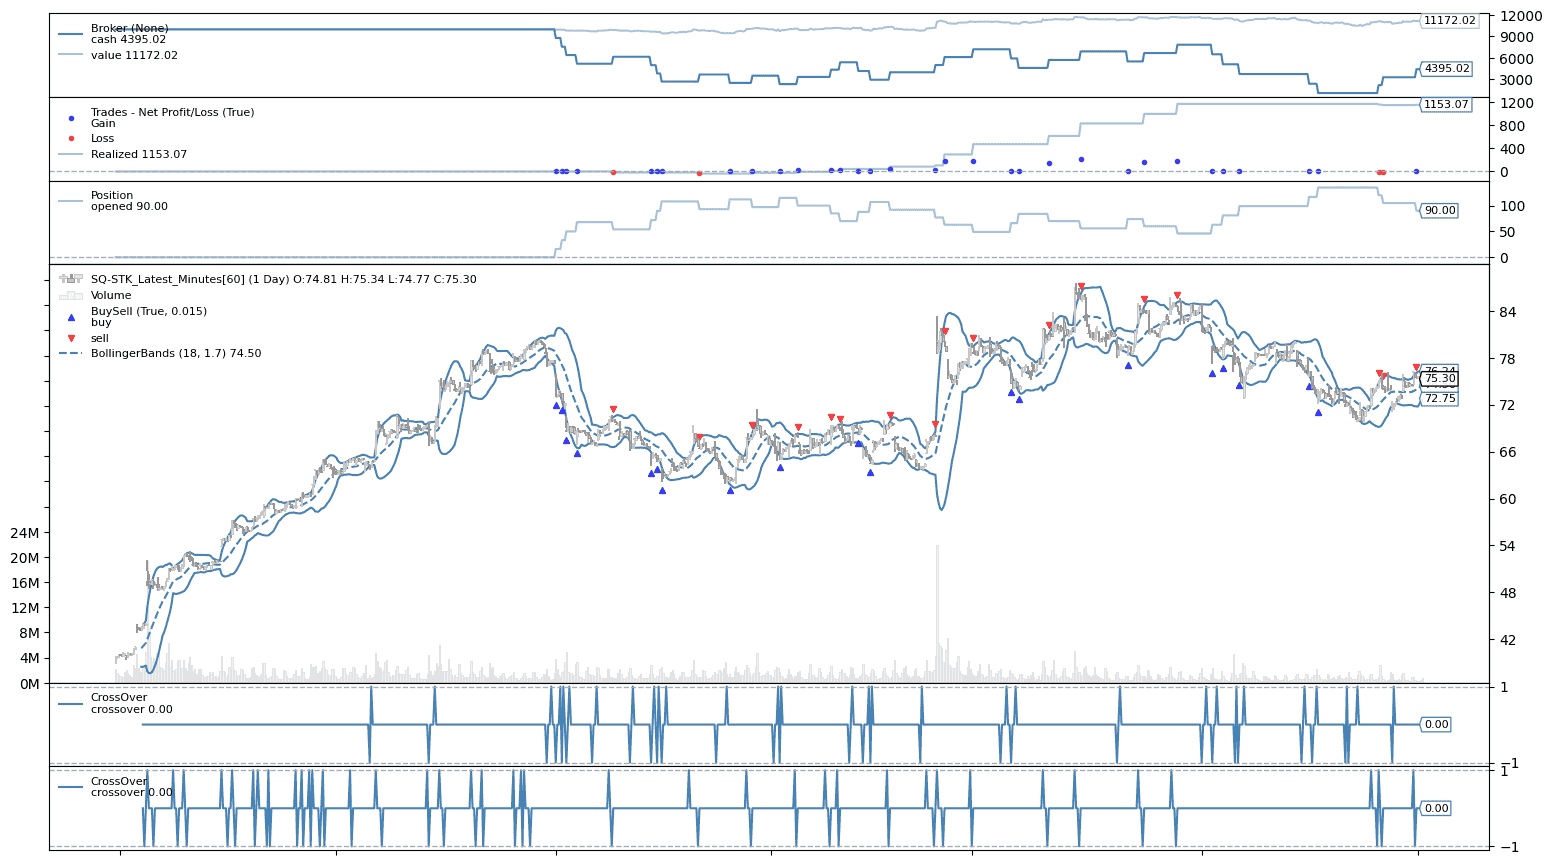 Broker (None)
cash 4395.02
value 11172.02
11172.02
4395.02
12000
9000
6000
3000
Trades - Net Profit/Loss (True)
Gain
Loss
Realized 1153.07
1153.07
1200
800
400
0
Position
opened 90.00
90.00
100
50
0
SQ-STK_Latest_Minutes[60] (1 Day) O:74.81 H:75.34 L:74.77 C:75.30
Volume
BuySell (True, 0.015)
buy
sell
BollingerBands (18, 1.7) 74.50
84
78
72
66
60
54
48
42
75.30
72.75
24M
20M
16M
12M
8M
4M
0M
CrossOver
crossover 0.00
0.00
1
−1
CrossOver
crossover 0.00
0.00
1
−1